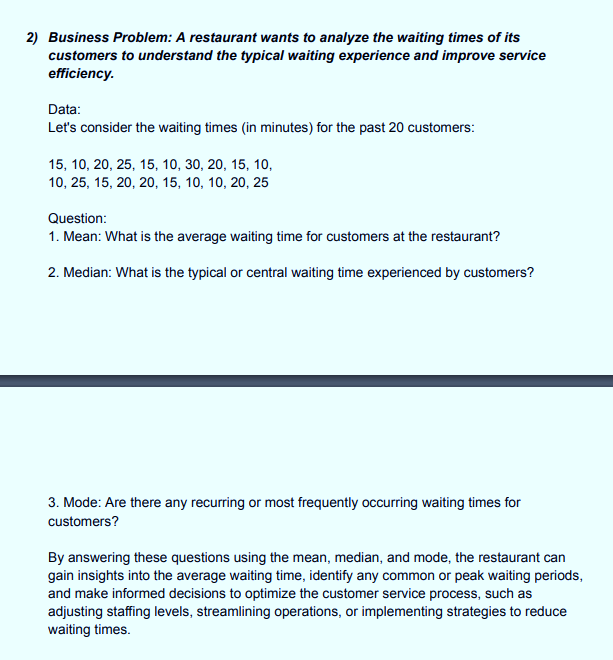 2) Business Problem: A restaurant wants to analyze the waiting times of its
customers to understand the typical waiting experience and improve service
efficiency.
Data:
Let's consider the waiting times (in minutes) for the past 20 customers:
15, 10, 20, 25, 15, 10, 30, 20, 15, 10,
10, 25, 15, 20, 20, 15, 10, 10, 20, 25
Question:
1. Mean: What is the average waiting time for customers at the restaurant?
2. Median: What is the typical or central waiting time experienced by customers?
3. Mode: Are there any recurring or most frequently occurring waiting times for
customers?
By answering these questions using the mean, median, and mode, the restaurant can
gain insights into the average waiting time, identify any common or peak waiting periods,
and make informed decisions to optimize the customer service process, such as
adjusting staffing levels, streamlining operations, or implementing strategies to reduce
waiting times.